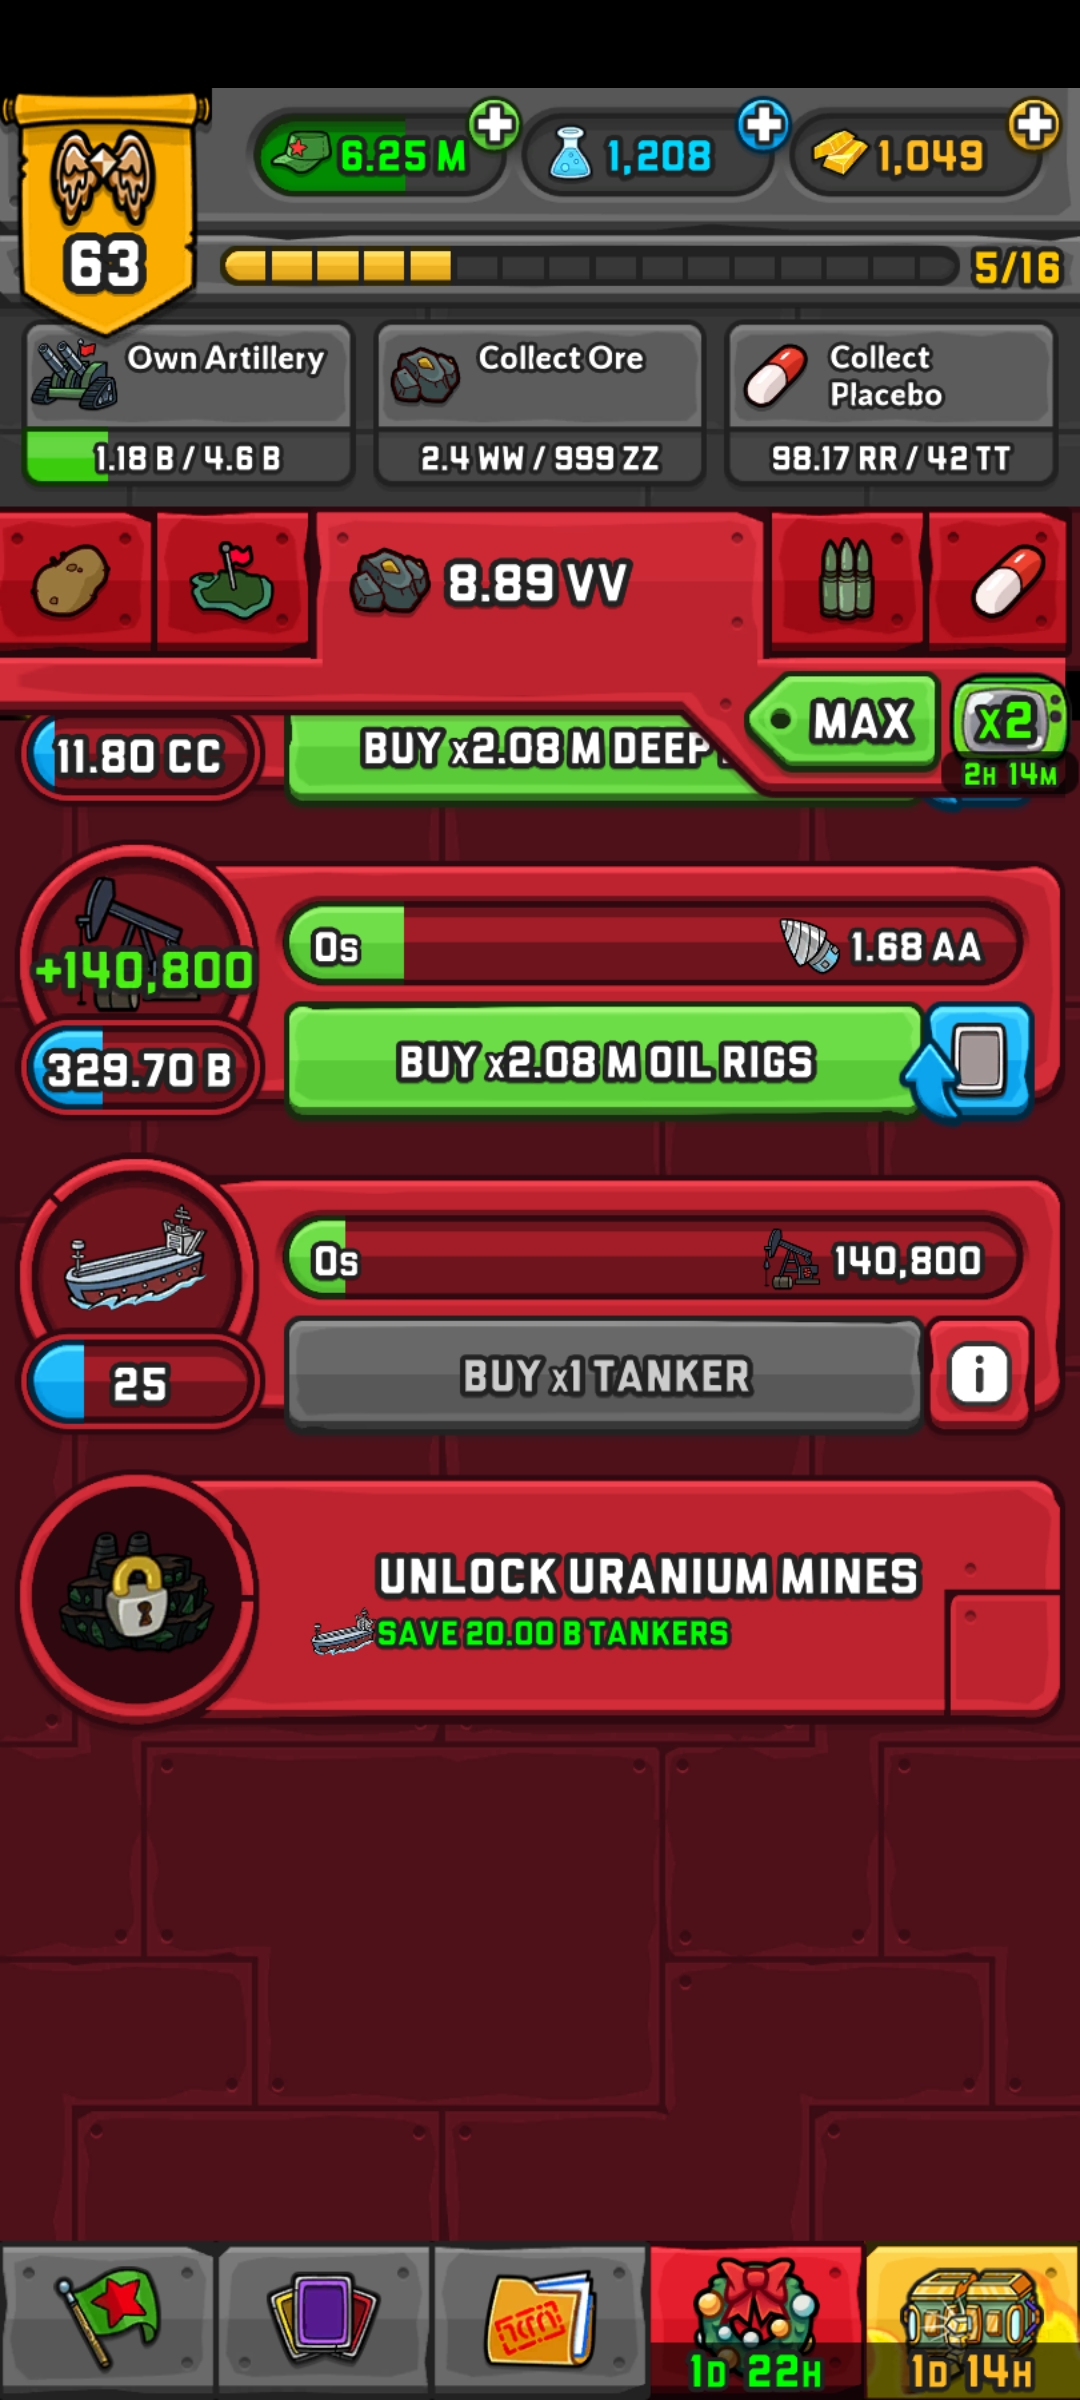 63
6.25 M
1,208
1,049
5/16
Own Artillery
1.18 B / 4.6 B
Collect Ore
2.4 WW / 999 ZZ
Collect
Placebo
98.17 RR / 42 TT
8.89 VV
MAX
x2
2H 14M
11.80 CC
BUY x2.08 M DEEP
+140,800
0s
1.68 AA
329.70 B
BUY x2.08 M OIL RIGS
0s
140,800
25
BUY x1 TANKER
i
UNLOCK URANIUM MINES
SAVE 20.00 B TANKERS
1D 22H
1D 14H